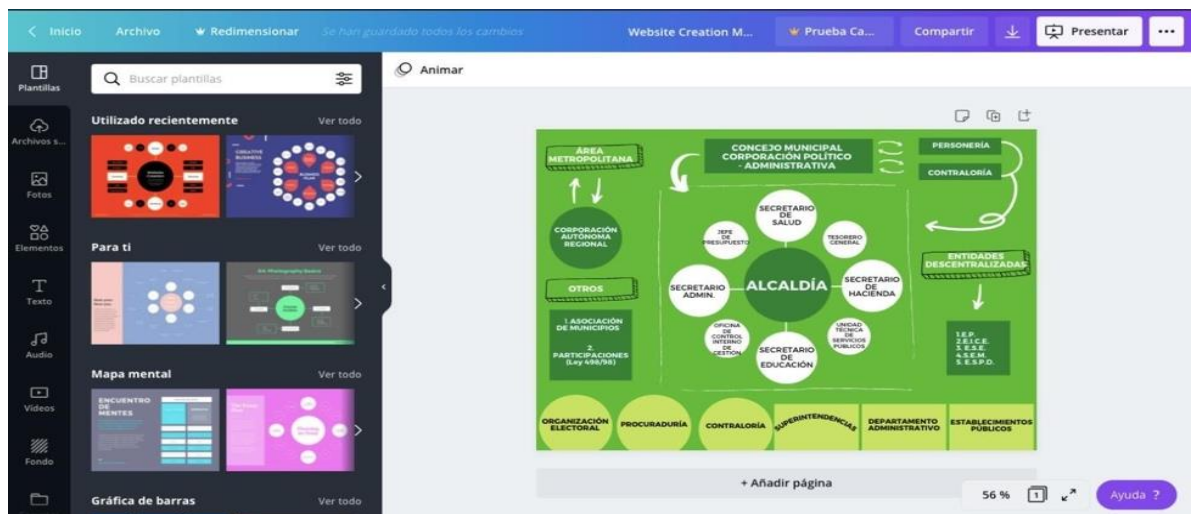 Inicio
Archivo
Redimensionar
Se han guardado todos los cambios
Website Creation M...
Prueba Ca...
Compartir
Presentar
Plantillas
Archivos s...
Fotos
Elementos
Texto
Audio
Videos
Fondo
Buscar plantillas
Utilizado recientemente
Ver todo
CREATIVE
BUSINESS
Para ti
Ver todo
Mapa mental
Ver todo
ENCUENTRO
DE
MENTES
Gráfica de barras
Ver todo
Animar
ÁREA
METROPOLITANA
CORPORACIÓN
AUTÓNOMA
REGIONAL
OTROS
1. ASOCIACIÓN
DE MUNICIPIOS
2.
PARTICIPACIONES
(Ley 498/98)
CONCEJO MUNICIPAL
CORPORACIÓN POLÍTICO
- ADMINISTRATIVA
PERSONERÍA
CONTRALORÍA
SECRETARIO
DE
SALUD
JEFE
DE
PRESUPUESTO
TESORERO
GENERAL
SECRETARIO
ADMIN.
ALCALDÍA
SECRETARIO
DE
HACIENDA
OFICINA
DE
CONTROL
INTERNO
DE
GESTION
UNIDAD
TÉCNICA
DE
SERVICIOS
PÚBLICOS
SECRETARIO
DE
EDUCACIÓN
ENTIDADES
DESCENTRALIZADAS
1.E.P.
2.E.I.C.E.
3. E.S.E.
4.S.E.M.
5. E.S.P.D.
ORGANIZACIÓN
ELECTORAL
PROCURADURÍA
CONTRALORÍA
SUPERINTENDENCIAS
DEPARTAMENTO
ADMINISTRATIVO
ESTABLECIMIENTOS
PÚBLICOS
+ Añadir página
56 %
1
Ayuda ?